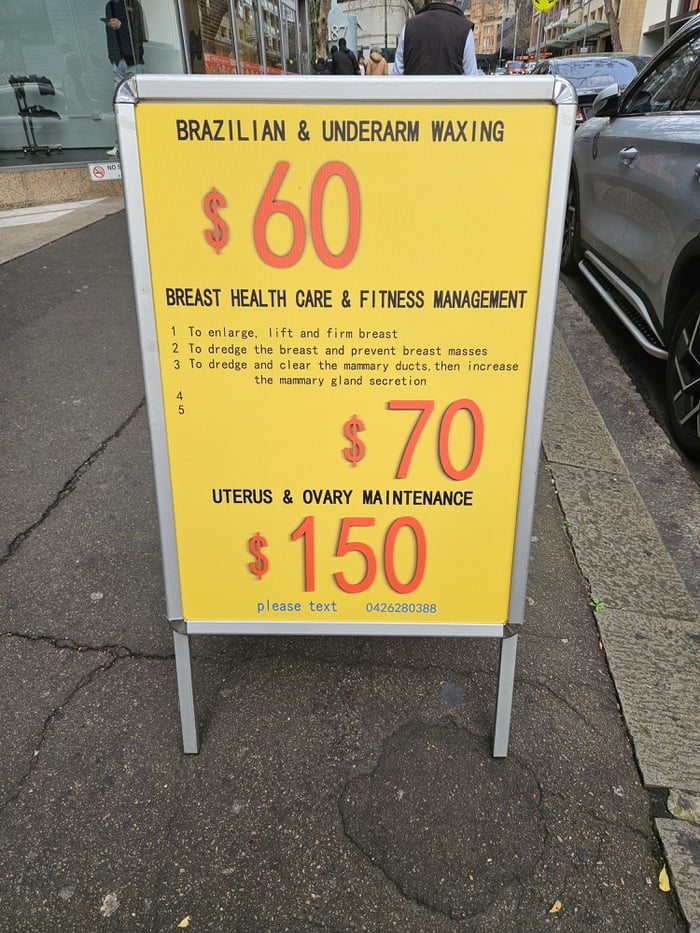 87
NO S
BRAZILIAN & UNDERARM WAXING
$ 60
BREAST HEALTH CARE & FITNESS MANAGEMENT
1 To enlarge, lift and firm breast
2 To dredge the breast and prevent breast masses
3 To dredge and clear the mammary ducts, then increase
the mammary gland secretion
4
5
$ 70
UTERUS & OVARY MAINTENANCE
$ 150
please text 0426280388